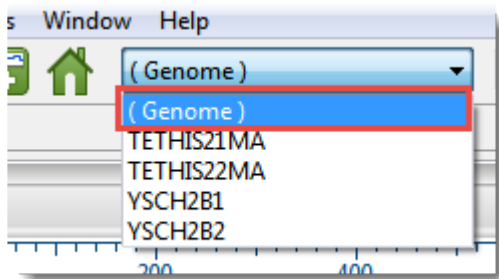 s Window Help
( Genome )
( Genome )
TETHIS21MA
TETHIS22MA
YSCH2B1
YSCH2B2
200 400